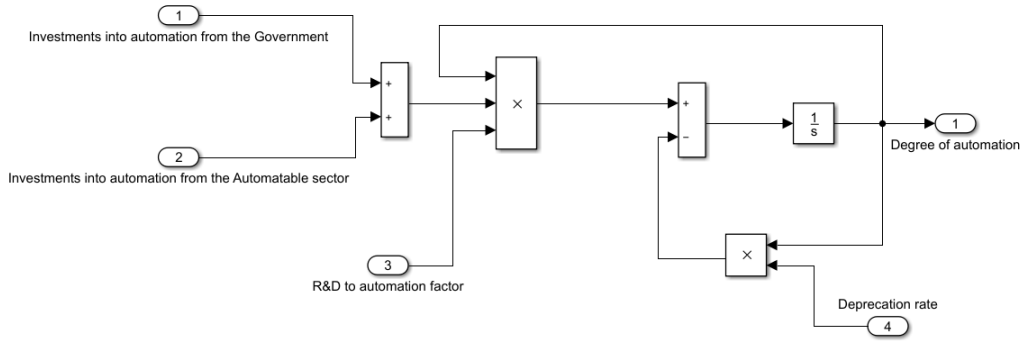 1
Investments into automation from the Government
+
+
2
Investments into automation from the Automatable sector
×
3
R&D to automation factor
+
−
1
s
1
Degree of automation
×
Deprecation rate
4